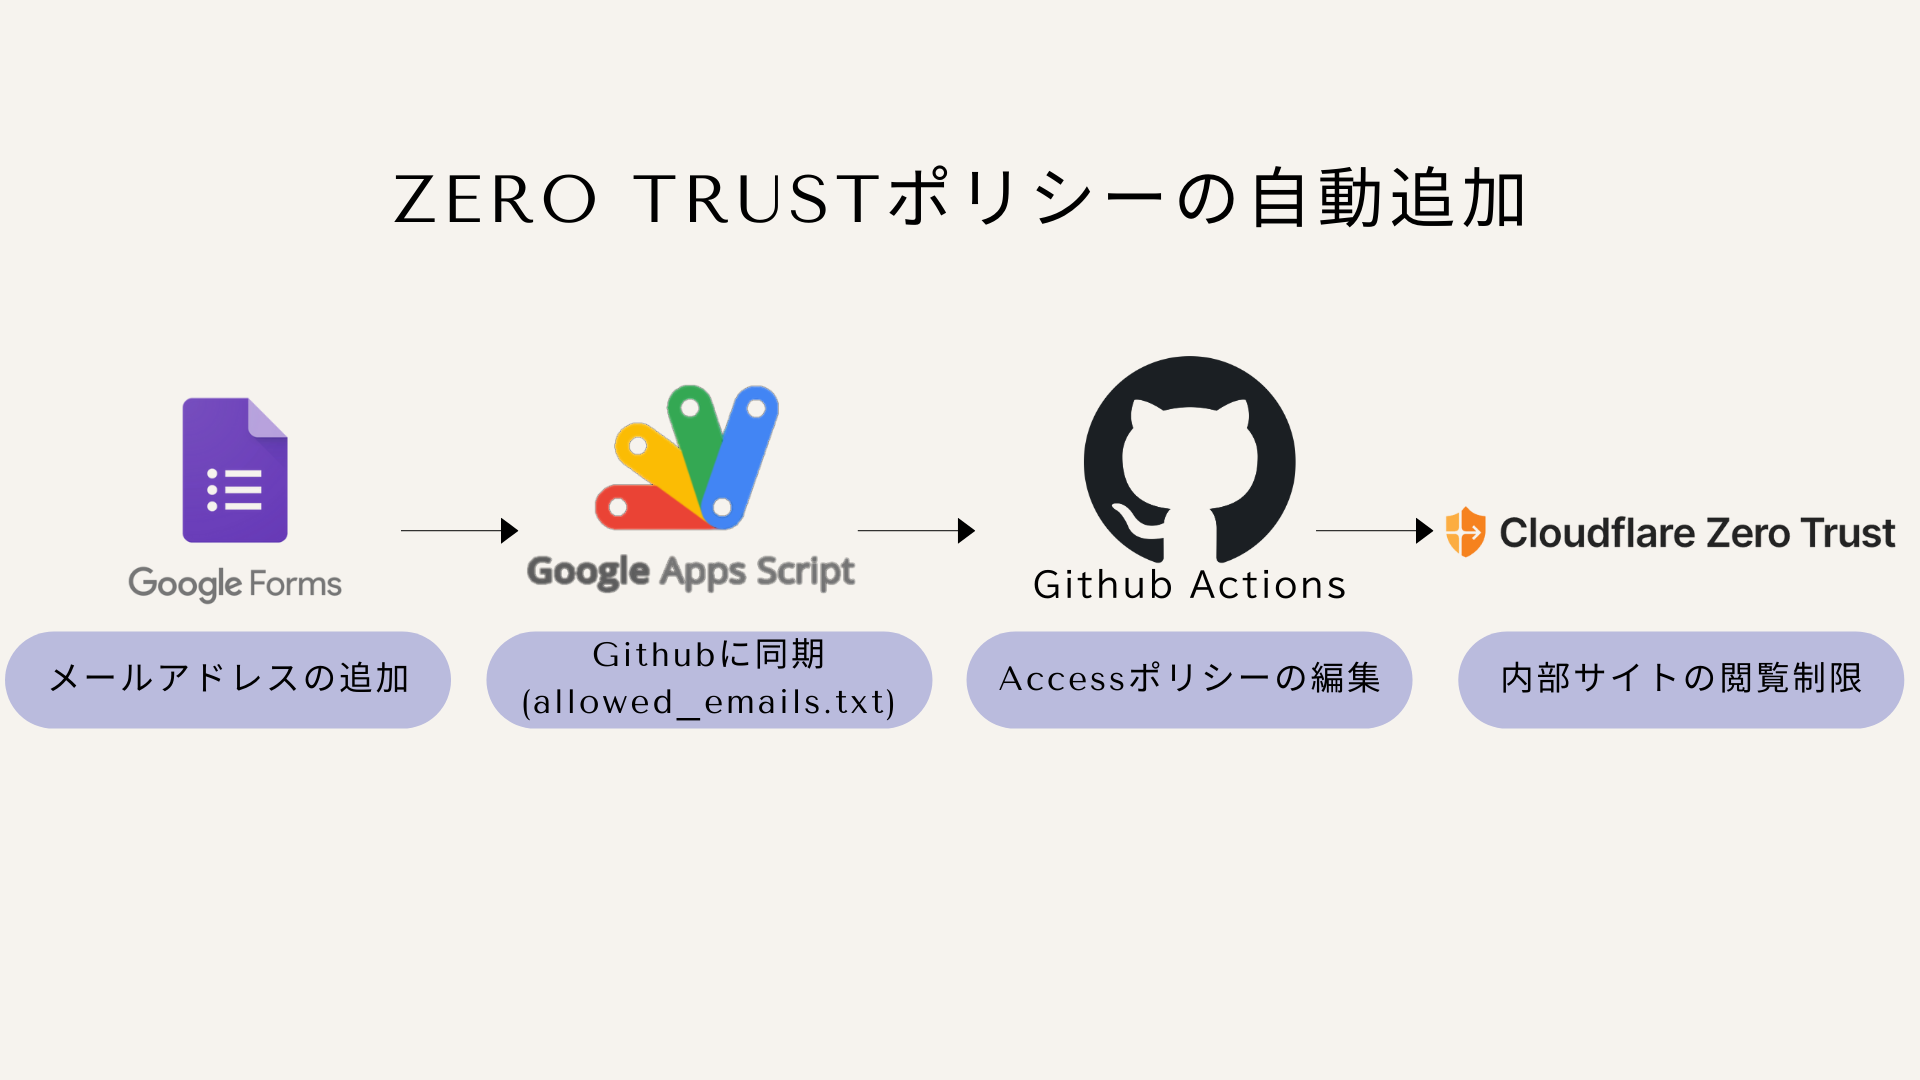 ZERO TRUSTポリシーの自動追加
Google Forms
Google Apps Script
Github Actions
Cloudflare Zero Trust
メールアドレスの追加
Githubに同期
(allowed_emails.txt)
Accessポリシーの編集
内部サイトの閲覧制限